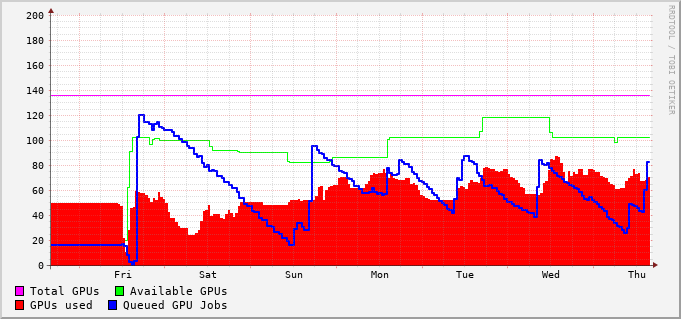 200
180
160
140
120
100
80
60
40
20
0
Fri Sat Sun Mon Tue Wed Thu
Total GPUs Available GPUs
GPUs used Queued GPU Jobs
RRDTOOL / TOBI OETIKER